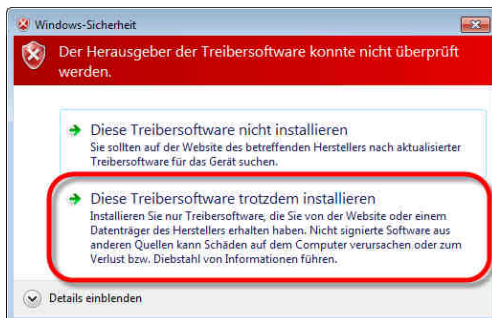 Windows-Sicherheit
Der Herausgeber der Treibersoftware konnte nicht überprüft
werden.
Diese Treibersoftware nicht installieren
Sie sollten auf der Website des betreffenden Herstellers nach aktualisierter
Treibersoftware für das Gerät suchen.
Diese Treibersoftware trotzdem installieren
Installieren Sie nur Treibersoftware, die Sie von der Website oder einem
Datenträger des Herstellers erhalten haben. Nicht signierte Software aus
anderen Quellen kann Schäden auf dem Computer verursachen oder zum
Verlust bzw. Diebstahl von Informationen führen.
Details einblenden